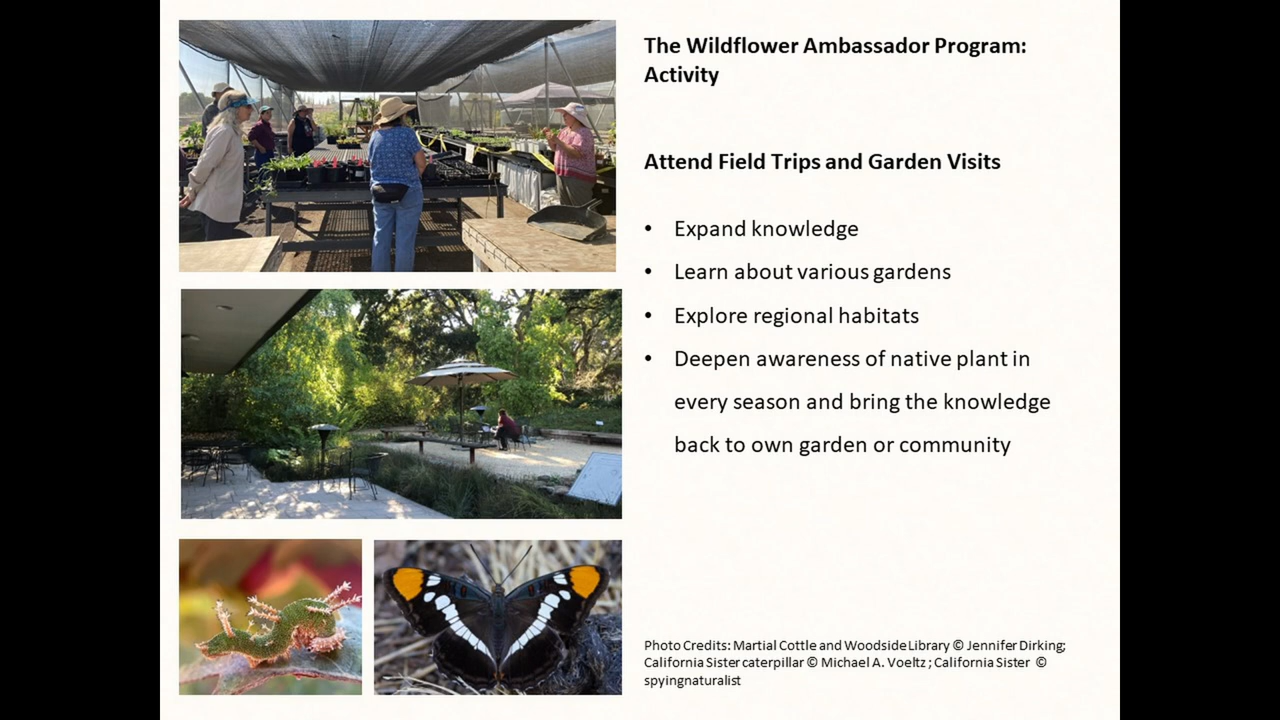 The Wildflower Ambassador Program:
Activity
Attend Field Trips and Garden Visits
• Expand knowledge
• Learn about various gardens
• Explore regional habitats
• Deepen awareness of native plant in
every season and bring the knowledge
back to own garden or community
Photo Credits: Martial Cottle and Woodside Library © Jennifer Dirking;
California Sister caterpillar © Michael A. Voeltz ; California Sister ©
spyingnaturalist